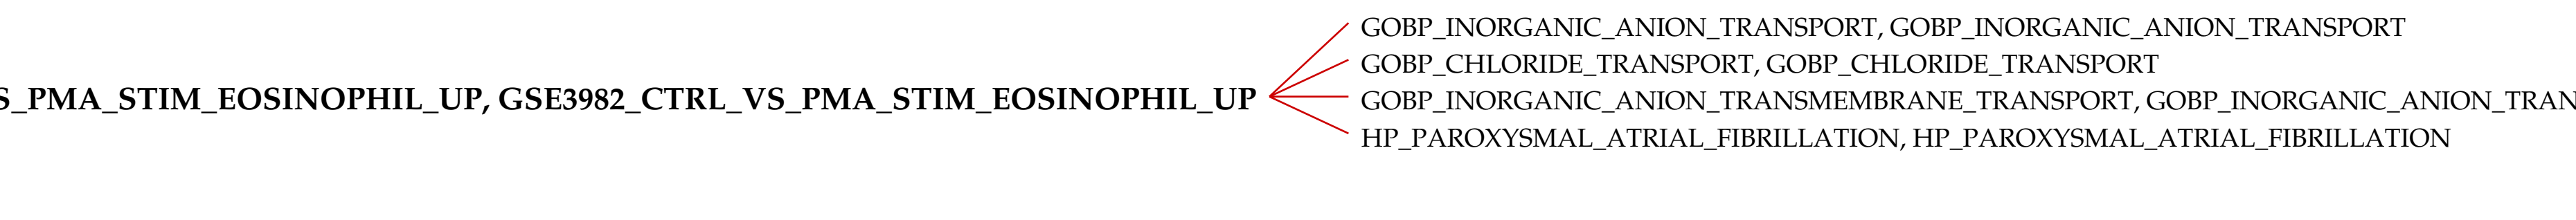 GOBP_INORGANIC_ANION_TRANSPORT, GOBP_INORGANIC_ANION_TRANSPORT
GOBP_CHLORIDE_TRANSPORT, GOBP_CHLORIDE_TRANSPORT
S_PMA_STIM_EOSINOPHIL_UP, GSE3982_CTRL_VS_PMA_STIM_EOSINOPHIL_UP
GOBP_INORGANIC_ANION_TRANSMEMBRANE_TRANSPORT, GOBP_INORGANIC_ANION_TRAN
HP_PAROXYSMAL_ATRIAL_FIBRILLATION, HP_PAROXYSMAL_ATRIAL_FIBRILLATION